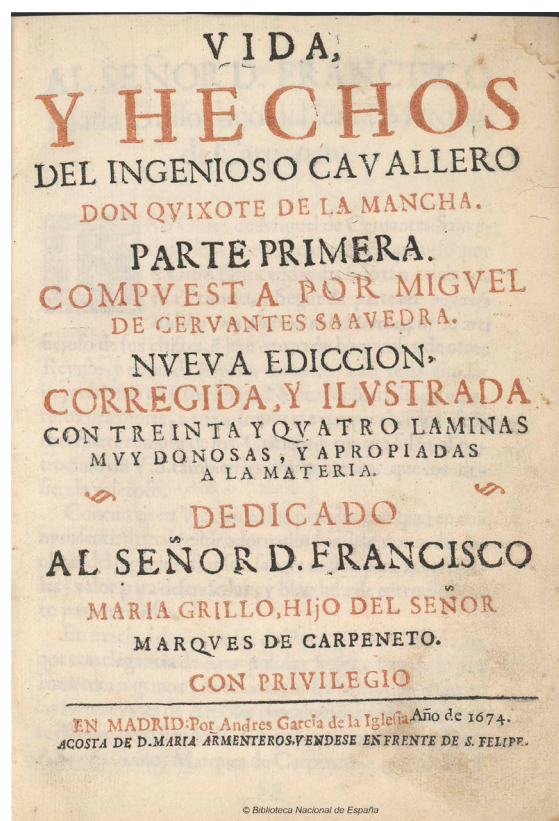 VIDA,
Y HECHOS
DEL INGENIOSO CAVALLERO
DON QVIXOTE DE LA MANCHA.
PARTE PRIMERA.
COMPVESTA POR MIGVEL
DE CERVANTES SAAVEDRA.
NVEVA EDICCION,
CORREGIDA, Y ILVSTRADA
CON TREINTA Y QVATRO LAMINAS
MVY DONOSAS, Y APROPIADAS
A LA MATERIA.
DEDICADO
AL SEÑOR D. FRANCISCO
MARIA GRILLO, HIJO DEL SEÑOR
MARQVES DE CARPENETO.
CON PRIVILEGIO
EN MADRID: Por Andres Garcia de la Iglesia. Año de 1674.
ACOSTA DE D. MARIA ARMENTEROS. VENDESE EN FRENTE DE S. FELIPE.
© Biblioteca Nacional de España